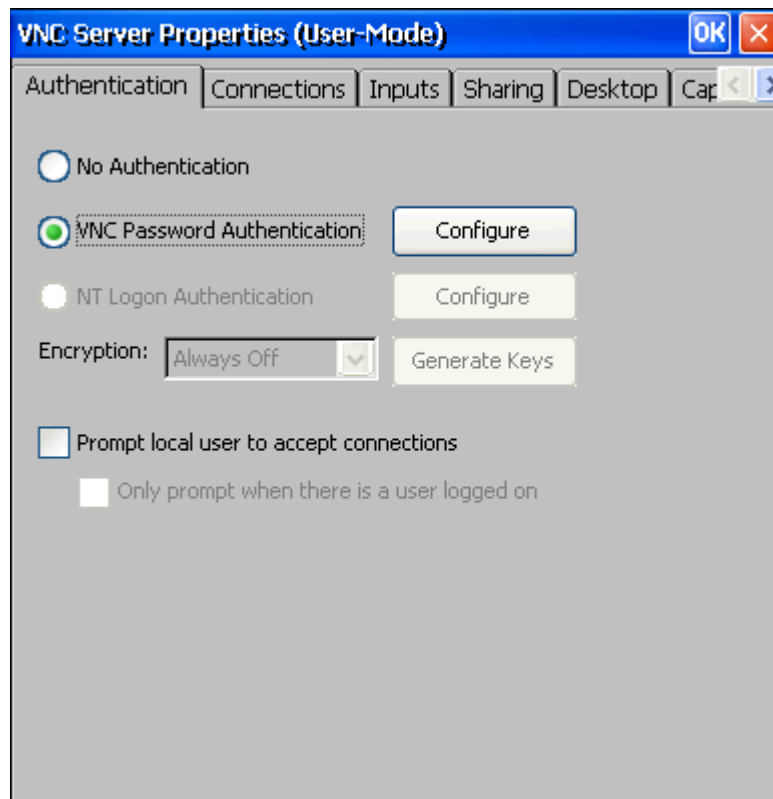 VNC Server Properties (User-Mode) OK
Authentication Connections Inputs Sharing Desktop Cap
No Authentication
VNC Password Authentication Configure
NT Logon Authentication Configure
Encryption: Always Off Generate Keys
Prompt local user to accept connections
Only prompt when there is a user logged on